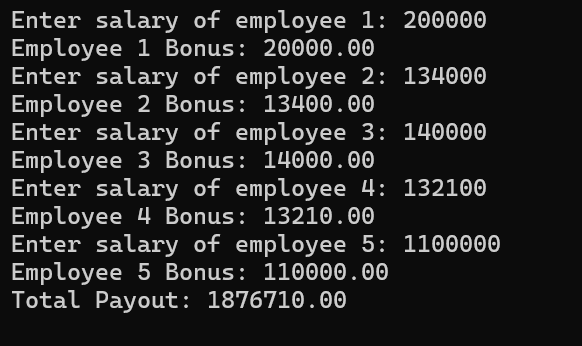 Enter salary of employee 1: 200000
Employee 1 Bonus: 20000.00
Enter salary of employee 2: 134000
Employee 2 Bonus: 13400.00
Enter salary of employee 3: 140000
Employee 3 Bonus: 14000.00
Enter salary of employee 4: 132100
Employee 4 Bonus: 13210.00
Enter salary of employee 5: 1100000
Employee 5 Bonus: 110000.00
Total Payout: 1876710.00